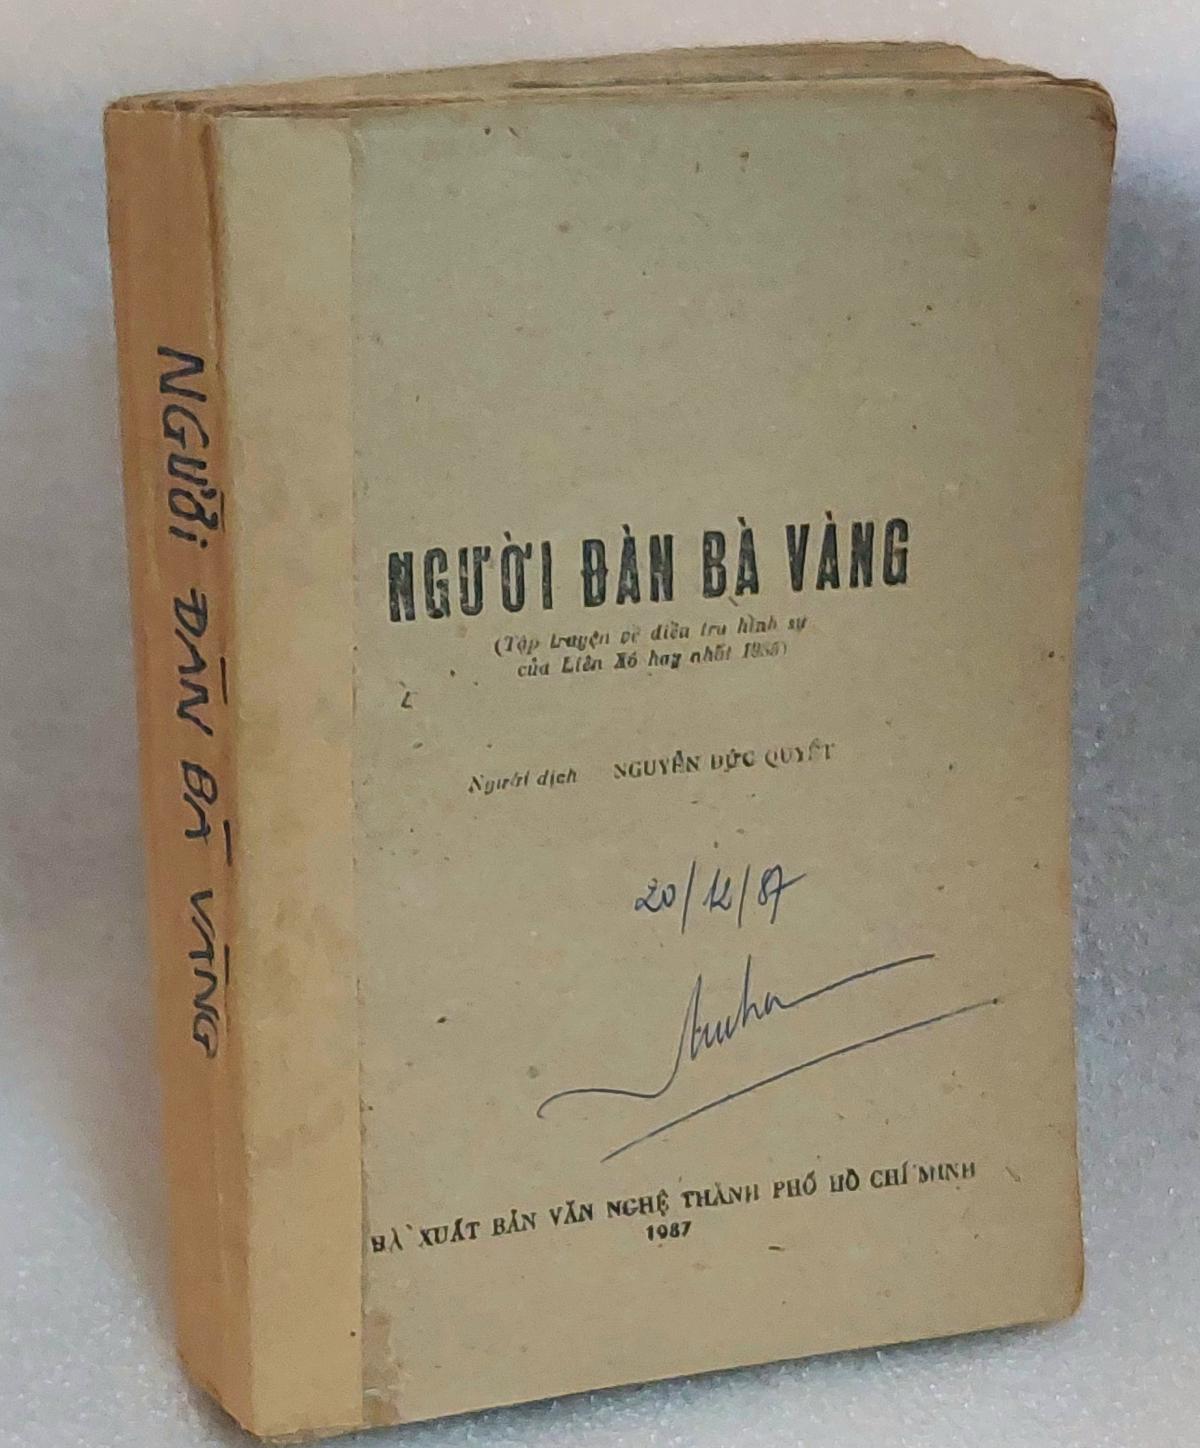 NGƯỜI ĐÀN BÀ VÀNG
NGƯỜI ĐÀN BÀ VÀNG
(Tập truyện về điều tra hình sự
của Liên Xô hay nhất
Người dịch NGUYỄN ĐỨC QUYẾT
20/12/87
HÀ XUẤT BẢN VĂN NGHỆ THÀNH PHỐ HỒ CHÍ MINH
1987